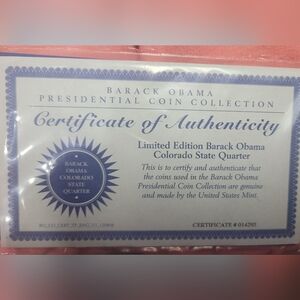 BARACK OBAMA
PRESIDENTIAL COIN COLLECTION
Certificate of Authenticity
Limited Edition Barack Obama
Colorado State Quarter
This is to certify and authenticate that
the coins used in the Barack Obama
Presidential Coin Collection are genuine
and made by the United States Mint.
BARACK
OBAMA
COLORADO
STATE
QUARTER
CERTIFICATE # 014295